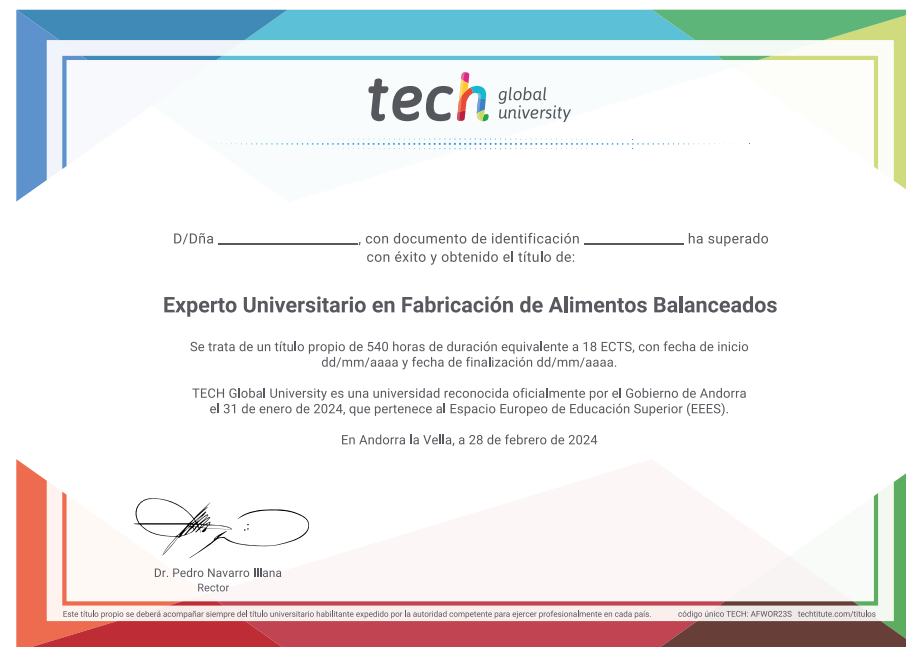 tech global university
D/Dña ____________________, con documento de identificación ______________ ha superado
con éxito y obtenido el título de:
Experto Universitario en Fabricación de Alimentos Balanceados
Se trata de un título propio de 540 horas de duración equivalente a 18 ECTS, con fecha de inicio
dd/mm/aaaa y fecha de finalización dd/mm/aaaa.
TECH Global University es una universidad reconocida oficialmente por el Gobierno de Andorra
el 31 de enero de 2024, que pertenece al Espacio Europeo de Educación Superior (EEES).
En Andorra la Vella, a 28 de febrero de 2024
Dr. Pedro Navarro Illana
Rector
Este título propio se deberá acompañar siempre del título universitario habilitante expedido por la autoridad competente para ejercer profesionalmente en cada país. código único TECH: AFWOR23S techtitute.com/titulos